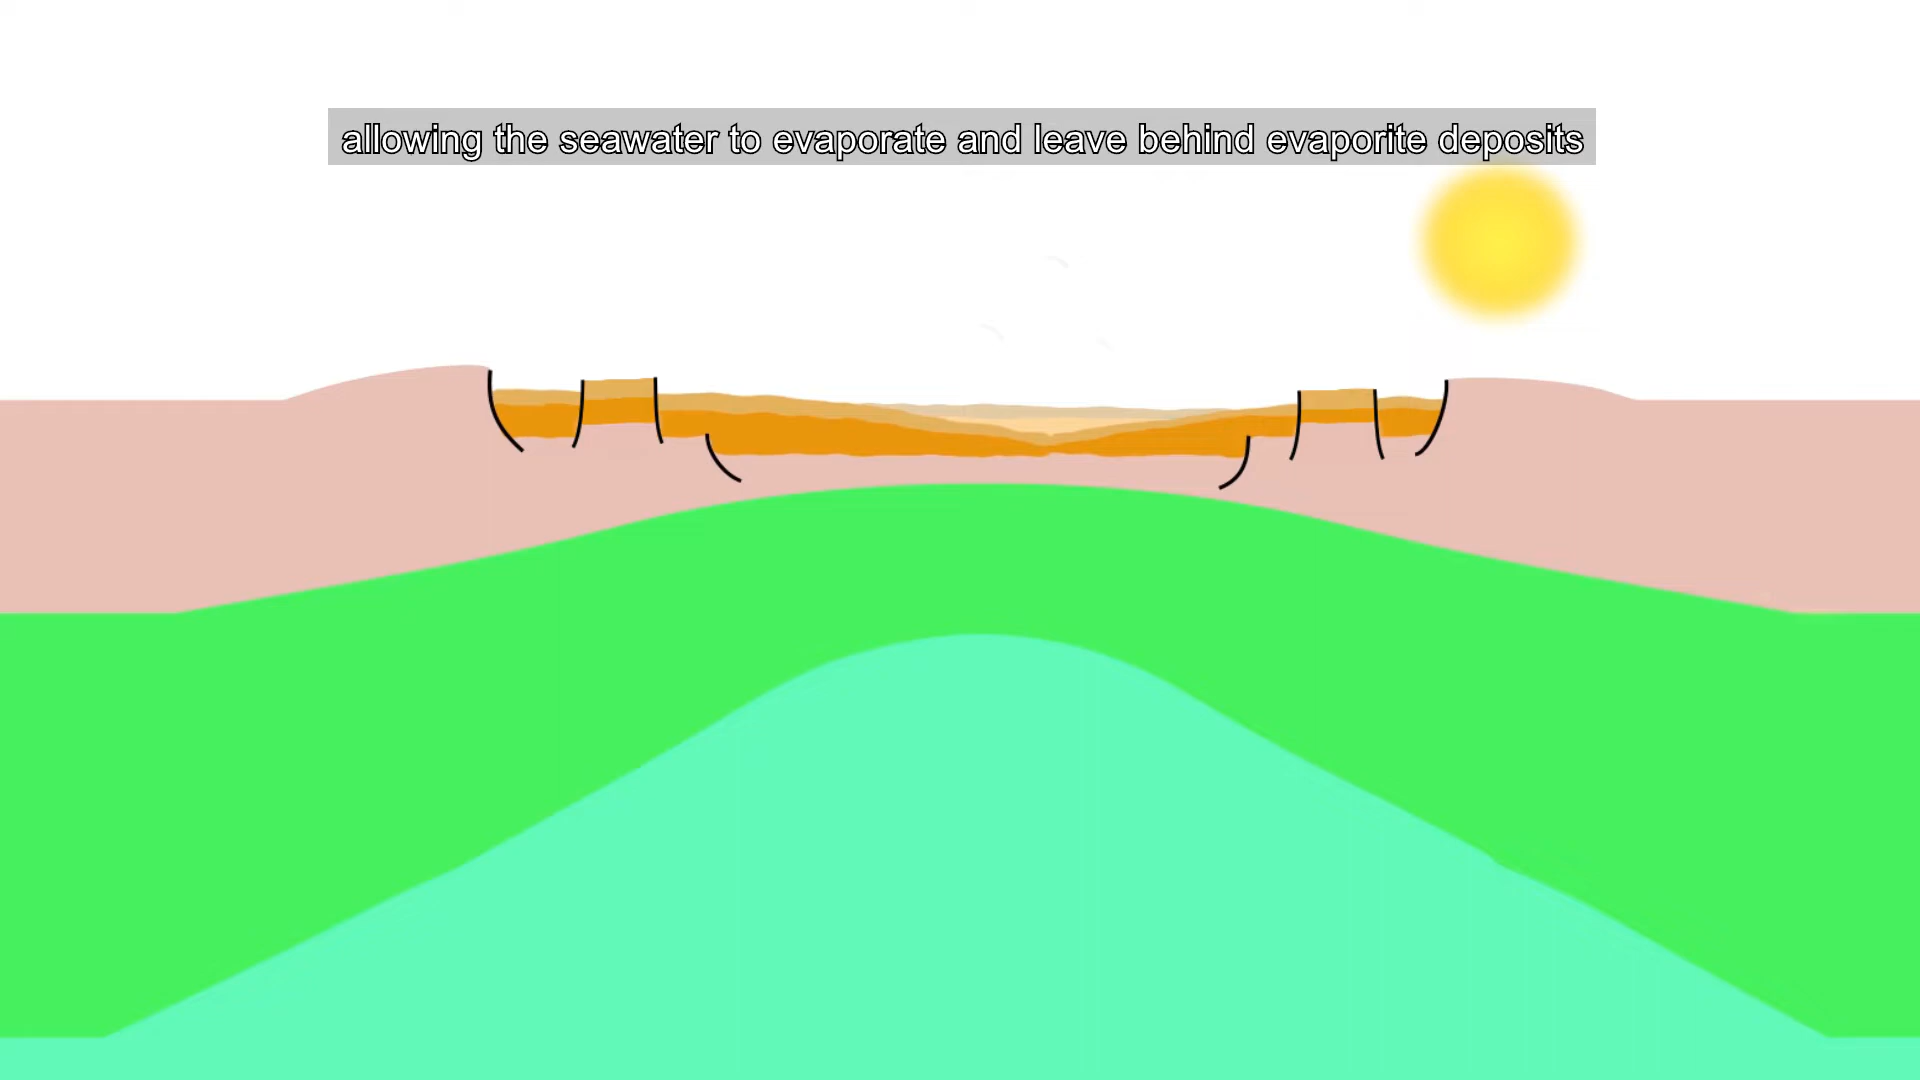 allowing the seawater to evaporate and leave behind evaporite deposits